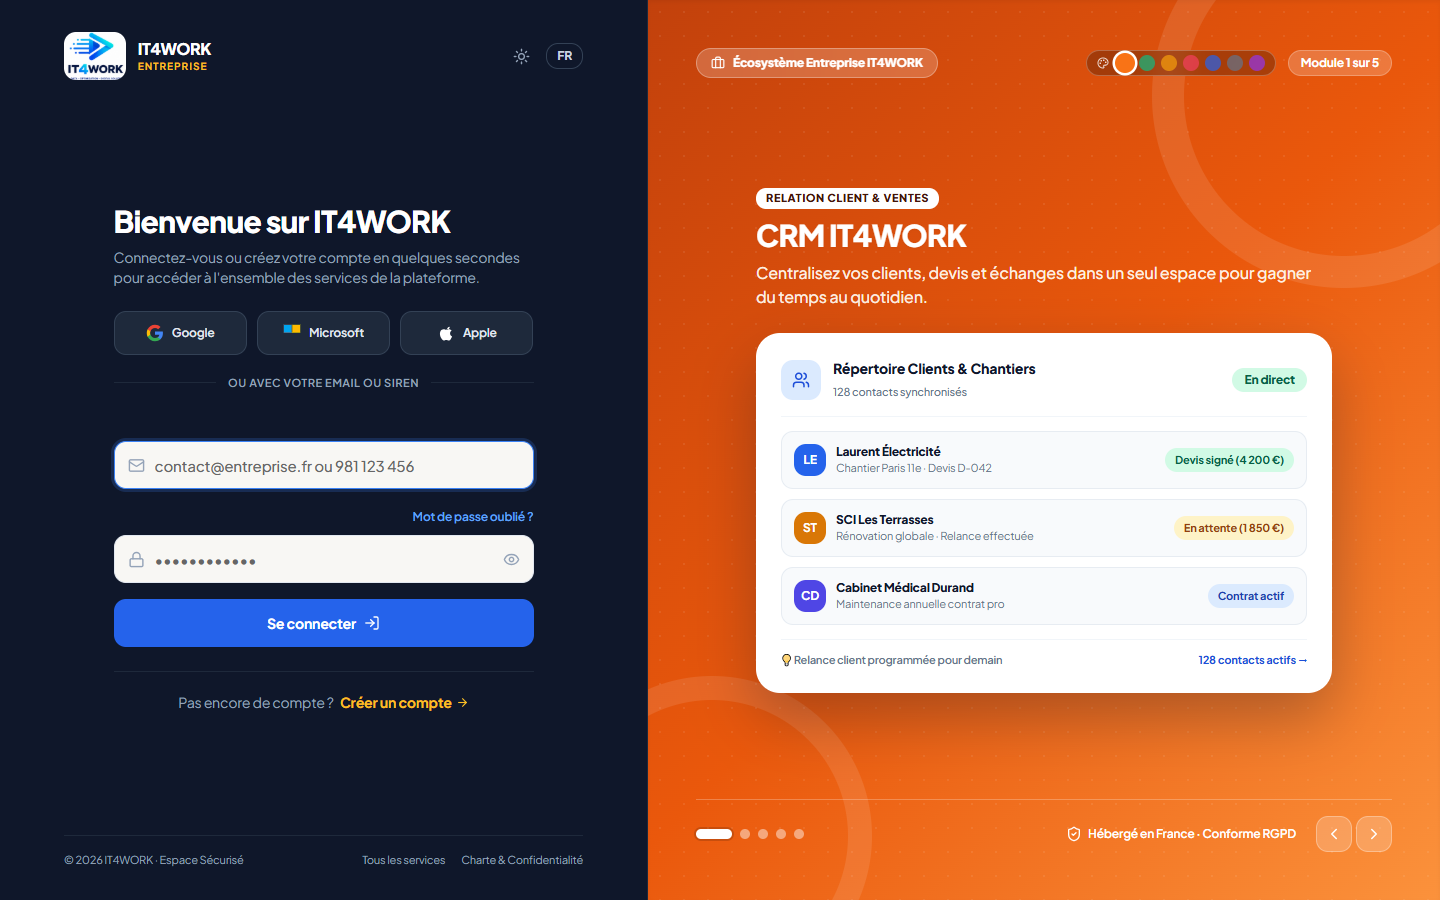 IT4WORK
IT4WORK
ENTREPRISE
FR
Bienvenue sur IT4WORK
Connectez-vous ou créez votre compte en quelques secondes
pour accéder à l'ensemble des services de la plateforme.
Google
Microsoft
Apple
OU AVEC VOTRE EMAIL OU SIREN
contact@entreprise.fr ou 981 123 456
Mot de passe oublié ?
Se connecter
Pas encore de compte ? Créer un compte →
© 2026 IT4WORK · Espace Sécurisé
Tous les services
Charte & Confidentialité
Écosystème Entreprise IT4WORK
Module 1 sur 5
RELATION CLIENT & VENTES
CRM IT4WORK
Centralisez vos clients, devis et échanges dans un seul espace pour gagner
du temps au quotidien.
Répertoire Clients & Chantiers
128 contacts synchronisés
En direct
LE
Laurent Électricité
Chantier Paris 11e · Devis D-042
Devis signé (4 200 €)
ST
SCI Les Terrasses
Rénovation globale · Relance effectuée
En attente (1 850 €)
CD
Cabinet Médical Durand
Maintenance annuelle contrat pro
Contrat actif
Relance client programmée pour demain
128 contacts actifs →
Hébergé en France · Conforme RGPD